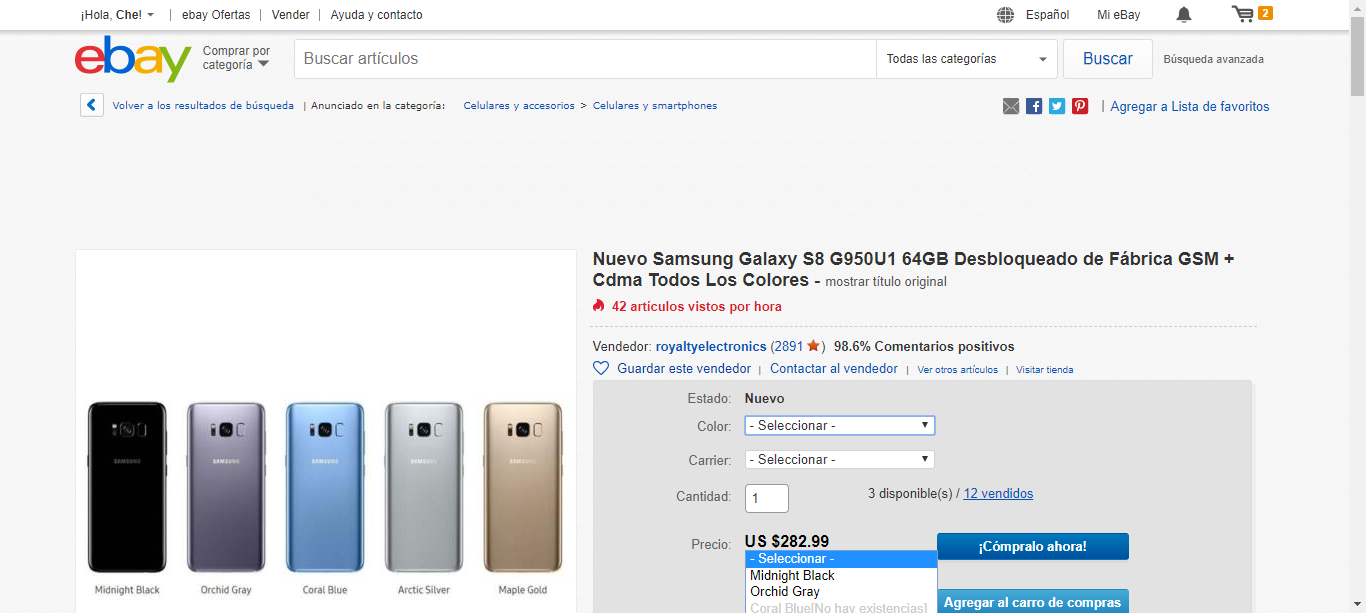 ¡Hola, Che! | ebay Ofertas | Vender | Ayuda y contacto Español Mi eBay 2
ebay Comprar por categoría Buscar artículos Todas las categorías Buscar Búsqueda avanzada
Volver a los resultados de búsqueda | Anunciado en la categoría: Celulares y accesorios > Celulares y smartphones | Agregar a Lista de favoritos
Nuevo Samsung Galaxy S8 G950U1 64GB Desbloqueado de Fábrica GSM +
Cdma Todos Los Colores - mostrar título original
42 artículos vistos por hora
Vendedor: royaltyelectronics (2891 ) 98.6% Comentarios positivos
Guardar este vendedor | Contactar al vendedor | Ver otros artículos | Visitar tienda
Estado: Nuevo
Color: - Seleccionar -
Carrier: - Seleccionar -
Cantidad: 1 3 disponible(s) / 12 vendidos
Precio: US $282.99 ¡Cómpralo ahora!
- Seleccionar -
Midnight Black
Orchid Gray
Coral Blue[No hay existencias] Agregar al carro de compras
SAMSUNG SAMSUNG SAMSUNG SAMSUNG SAMSUNG
Midnight Black Orchid Gray Coral Blue Arctic Silver Maple Gold